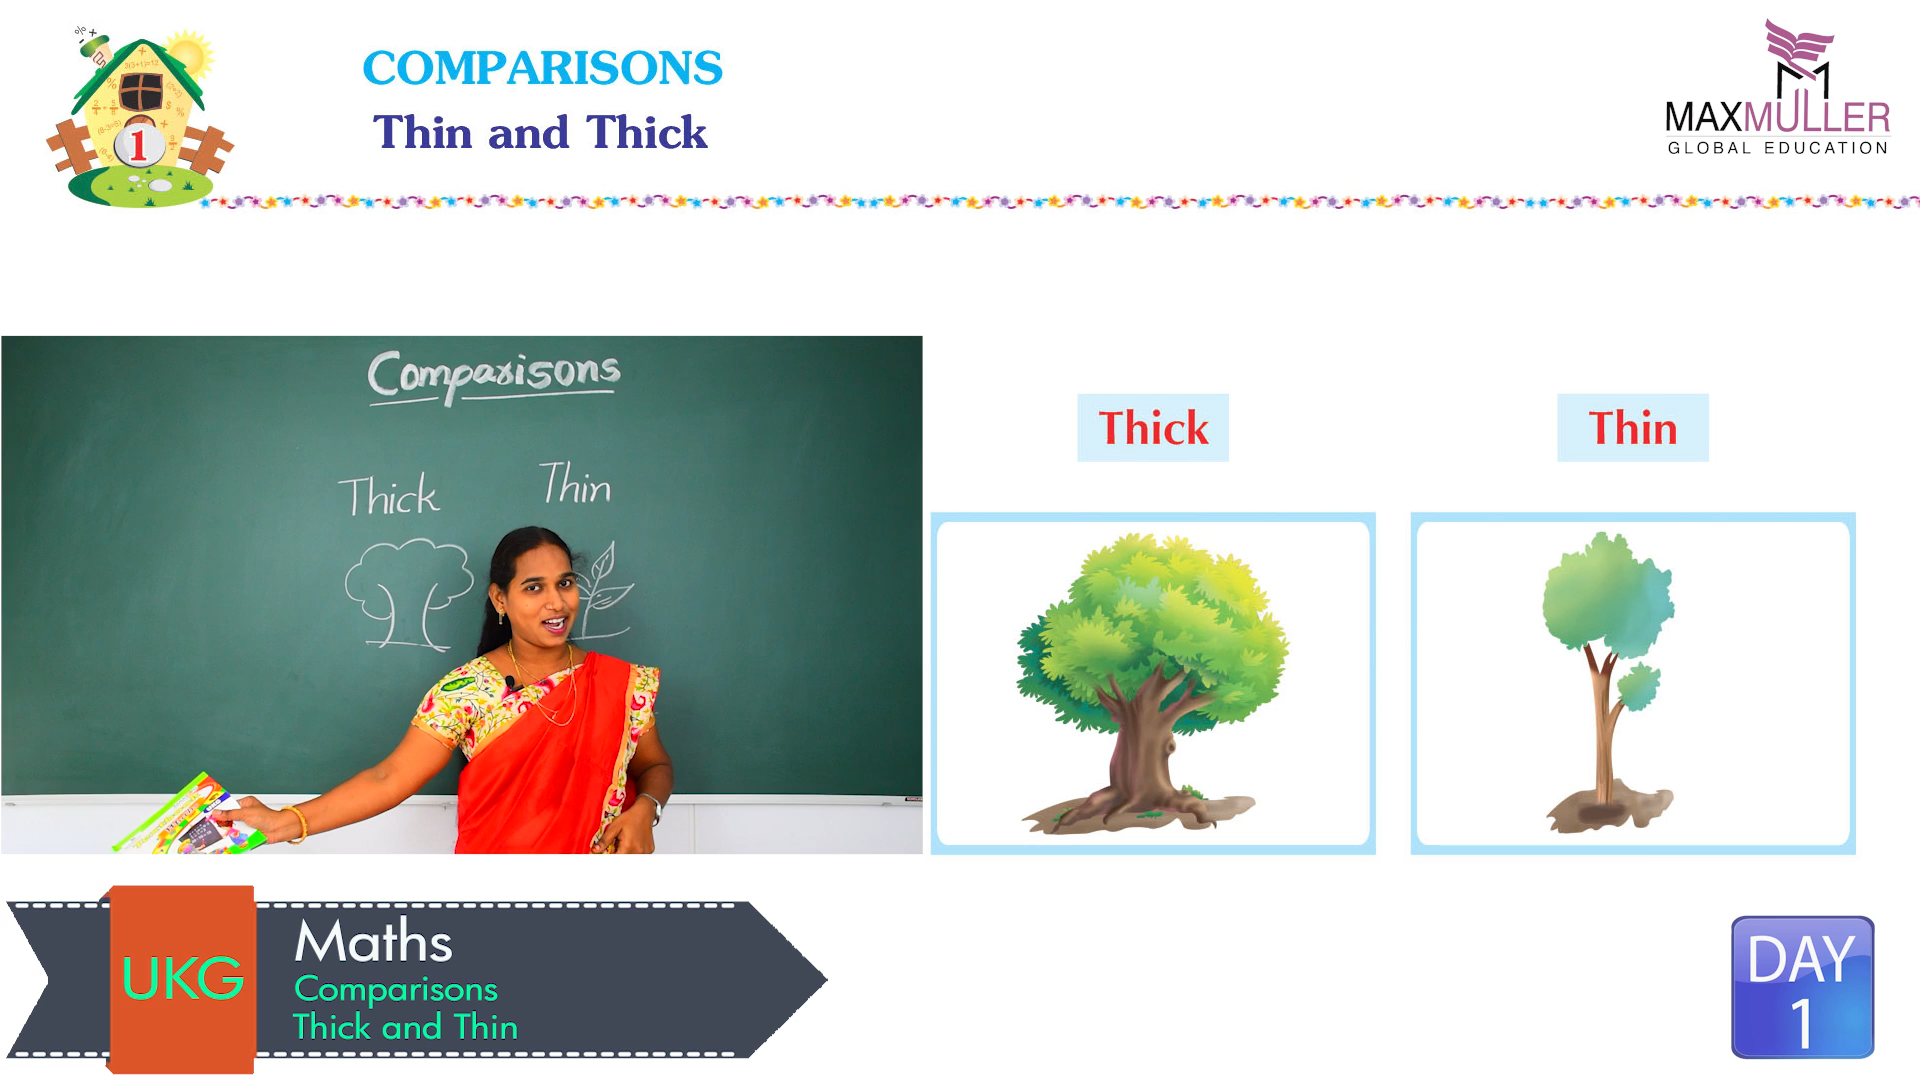 COMPARISONS
Thin and Thick
1
MAXMULLER
GLOBAL EDUCATION
Comparisons
Thick Thin
Thick
Thin
UKG
Maths
Comparisons
Thick and Thin
DAY
1